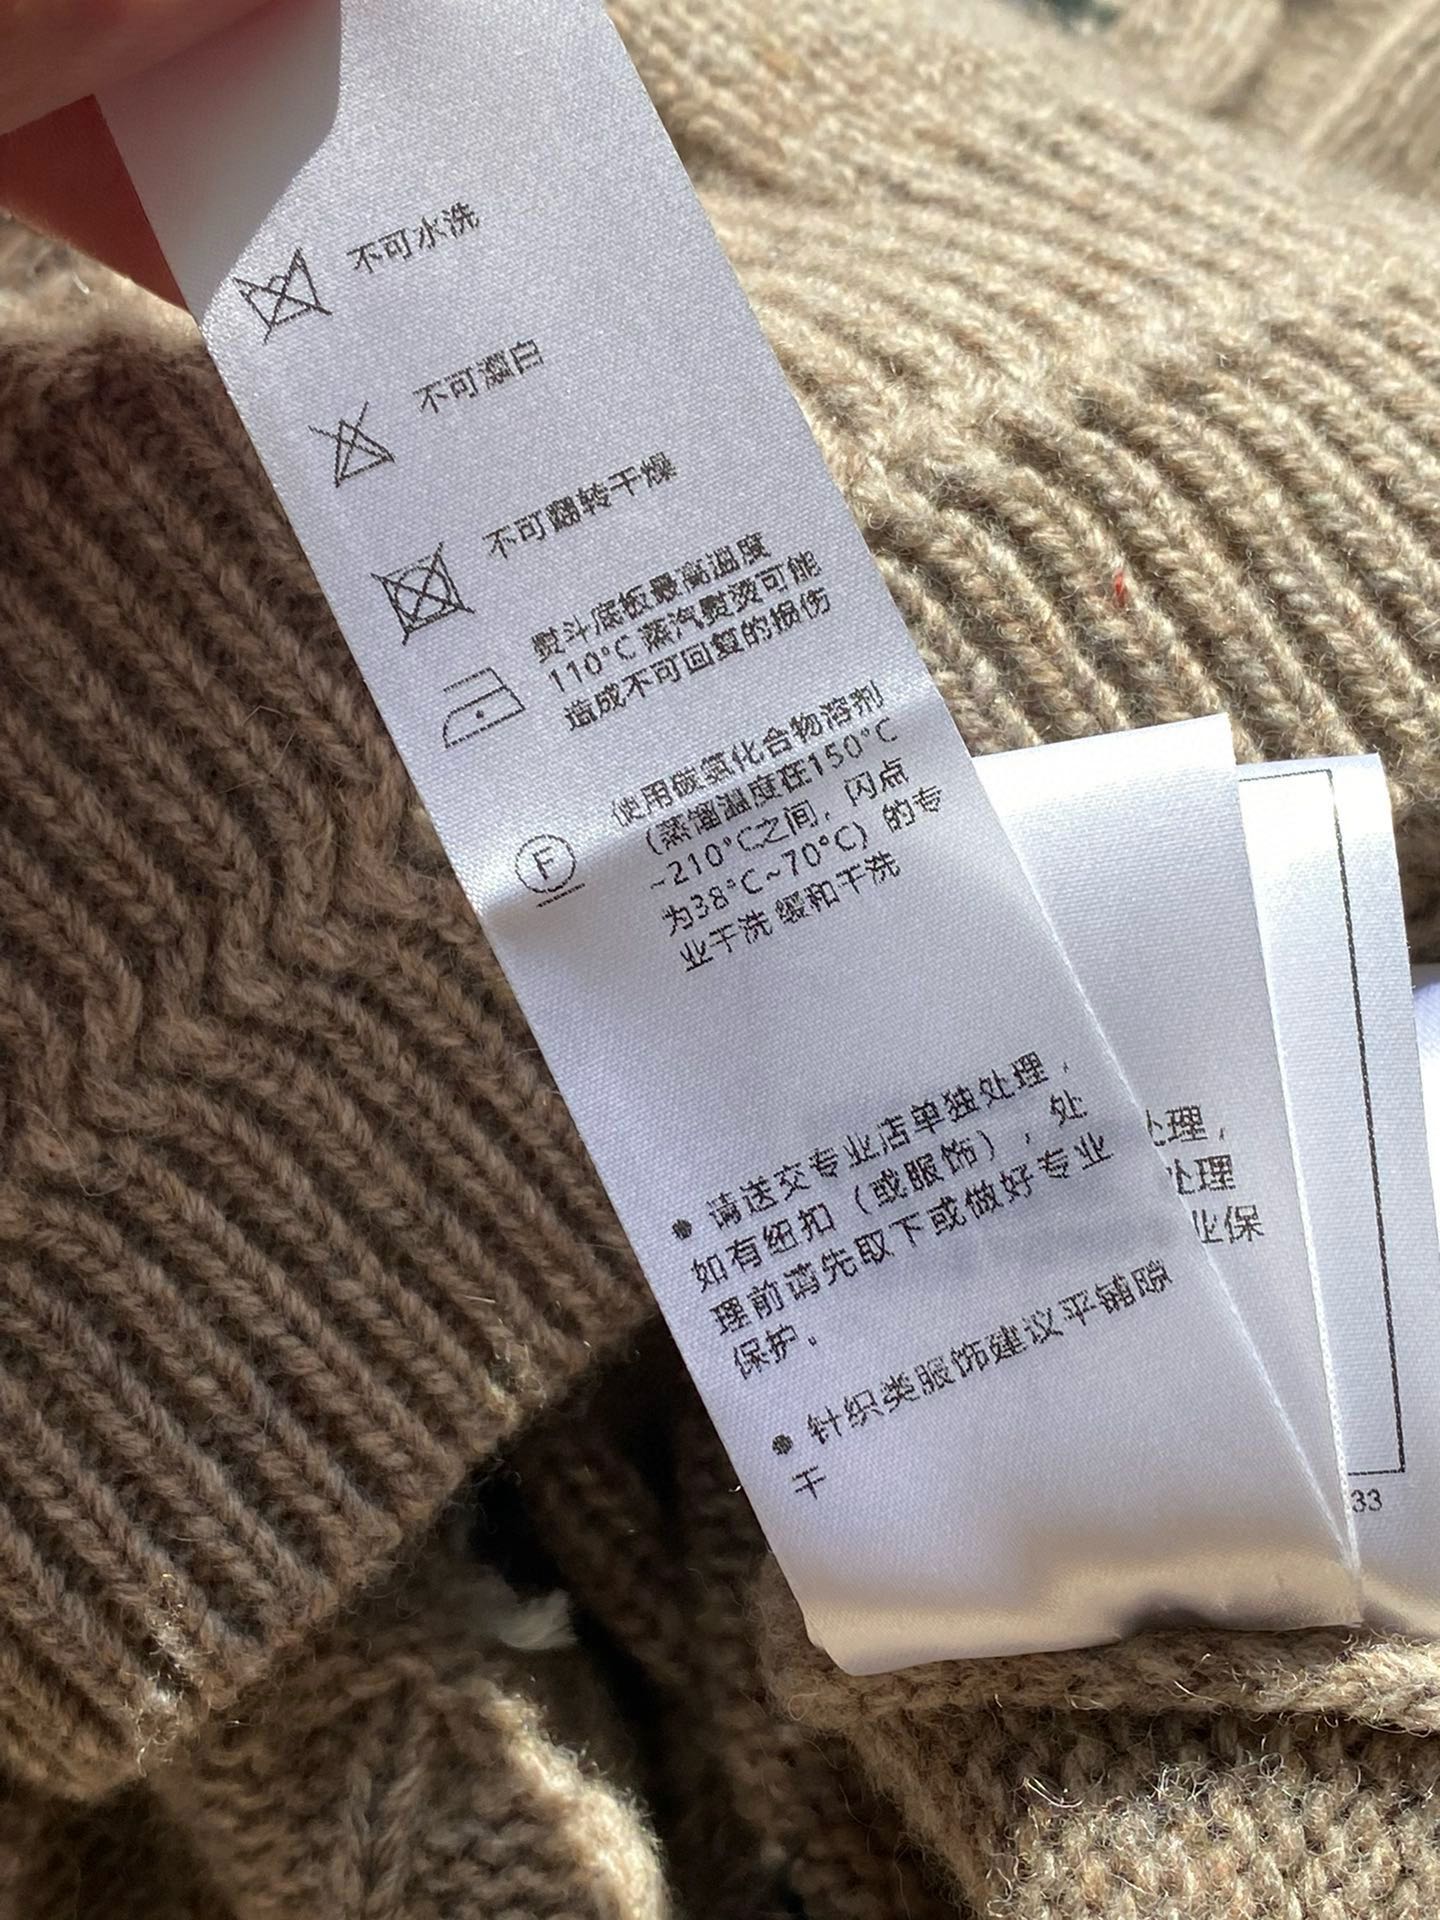 不可水洗
不可漂白
不可翻转干燥
熨斗底板最高温度
110°C 蒸汽熨烫可能
造成不可回复的损伤
使用碳氢化合物溶剂
(蒸馏温度在150°C
~210°C之间，闪点
为38°C~70°C) 的专
业干洗 缓和干洗
F
● 请送交专业店单独处理，
如有纽扣（或服饰），处
理前请先取下或做好专业
保护。
● 针织类服饰建议平铺晾
干
处理，
处理
业保
33